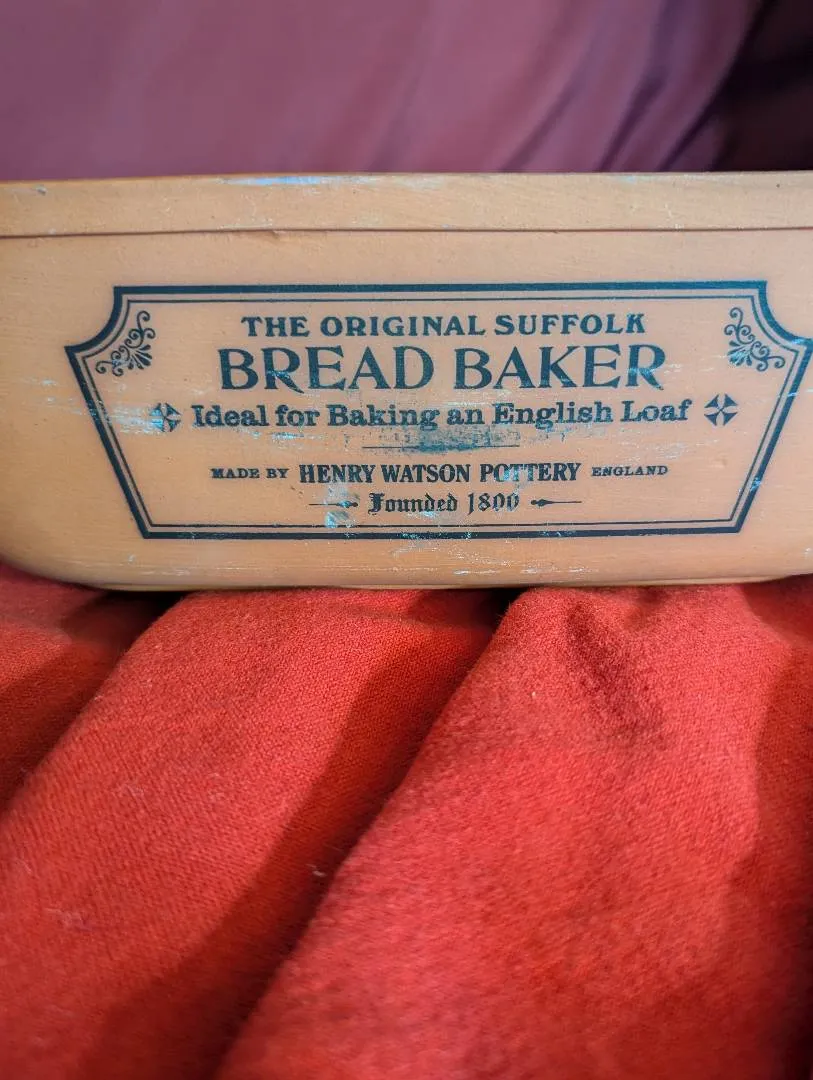 THE ORIGINAL SUFFOLK
BREAD BAKER
Ideal for Baking an English Loaf
MADE BY HENRY WATSON POTTERY ENGLAND
Founded 1800